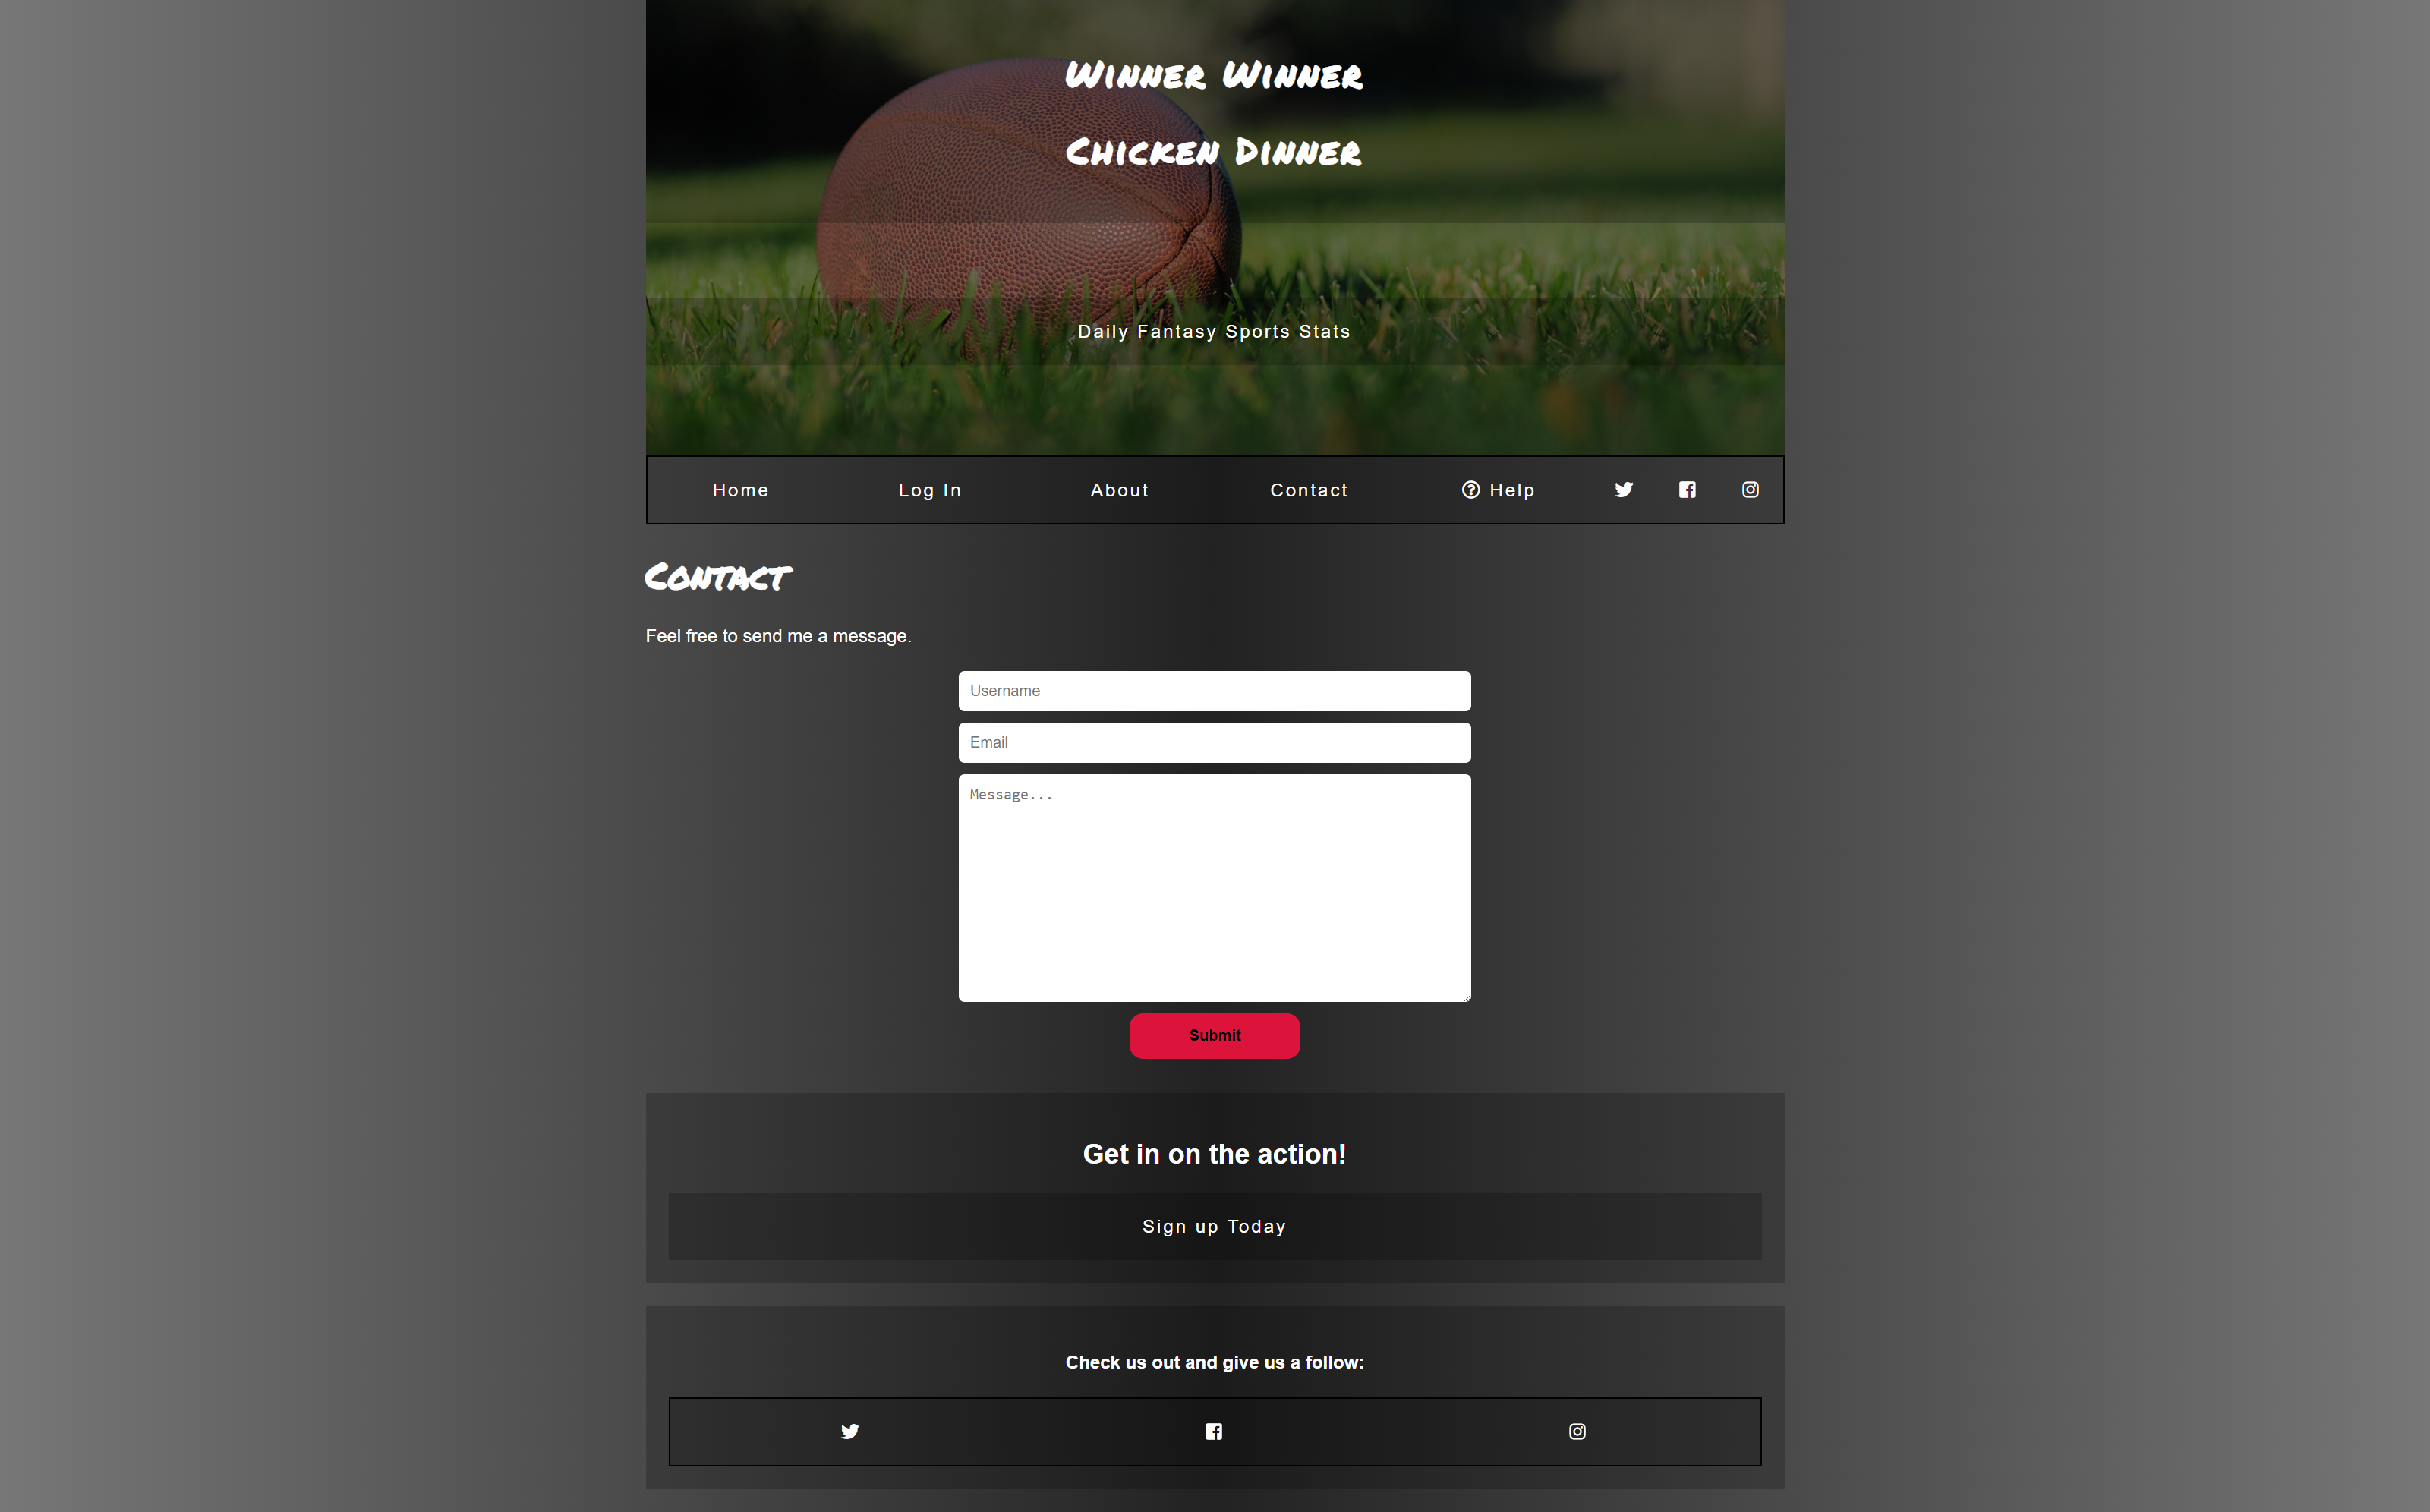 Winner Winner
Chicken Dinner
Daily Fantasy Sports Stats
Home Log In About Contact Help
Contact
Feel free to send me a message.
Username
Email
Message...
Submit
Get in on the action!
Sign up Today
Check us out and give us a follow: